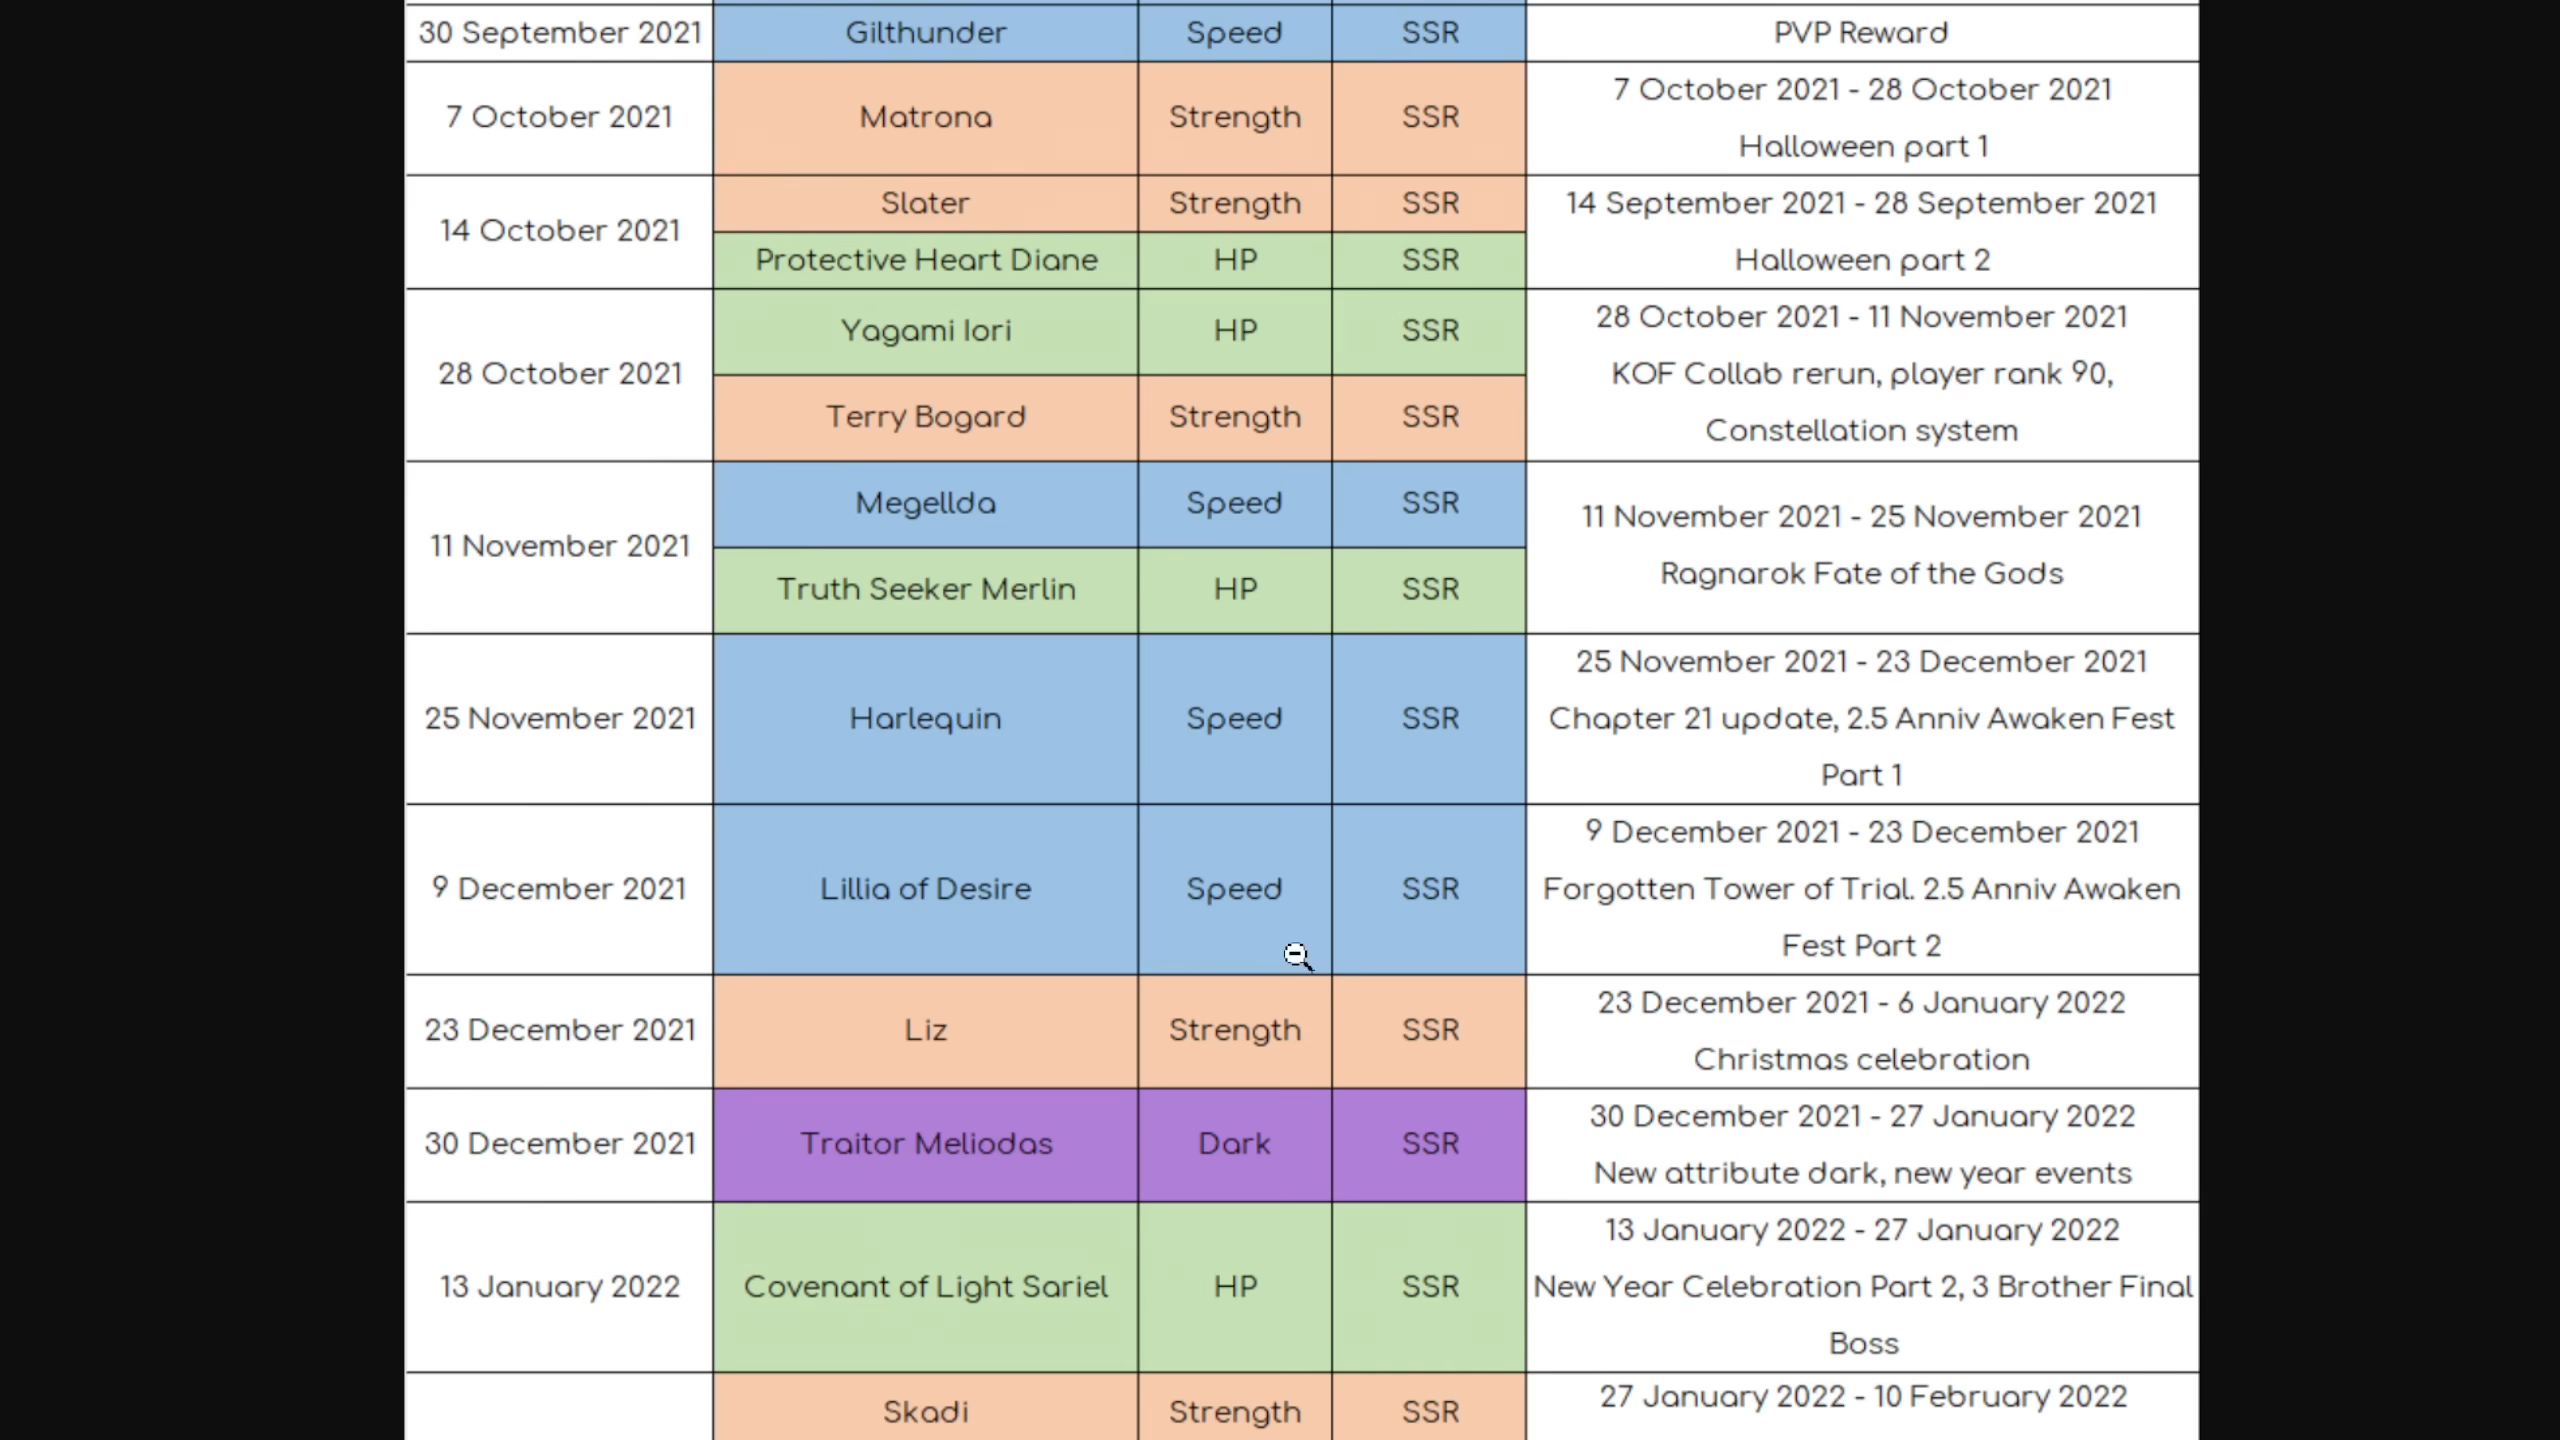 30 September 2021 Gilthunder Speed SSR PVP Reward
7 October 2021 Matrona Strength SSR 7 October 2021 - 28 October 2021
Halloween part 1
14 October 2021 Slater Strength SSR 14 September 2021 - 28 September 2021
Protective Heart Diane HP SSR Halloween part 2
28 October 2021 Yagami Iori HP SSR 28 October 2021 - 11 November 2021
KOF Collab rerun, player rank 90,
Terry Bogard Strength SSR Constellation system
11 November 2021 Megellda Speed SSR 11 November 2021 - 25 November 2021
Truth Seeker Merlin HP SSR Ragnarok Fate of the Gods
25 November 2021 Harlequin Speed SSR 25 November 2021 - 23 December 2021
Chapter 21 update, 2.5 Anniv Awaken Fest
Part 1
9 December 2021 Lillia of Desire Speed SSR 9 December 2021 - 23 December 2021
Forgotten Tower of Trial. 2.5 Anniv Awaken
Fest Part 2
23 December 2021 Liz Strength SSR 23 December 2021 - 6 January 2022
Christmas celebration
30 December 2021 Traitor Meliodas Dark SSR 30 December 2021 - 27 January 2022
New attribute dark, new year events
13 January 2022 Covenant of Light Sariel HP SSR 13 January 2022 - 27 January 2022
New Year Celebration Part 2, 3 Brother Final
Boss
Skadi Strength SSR 27 January 2022 - 10 February 2022